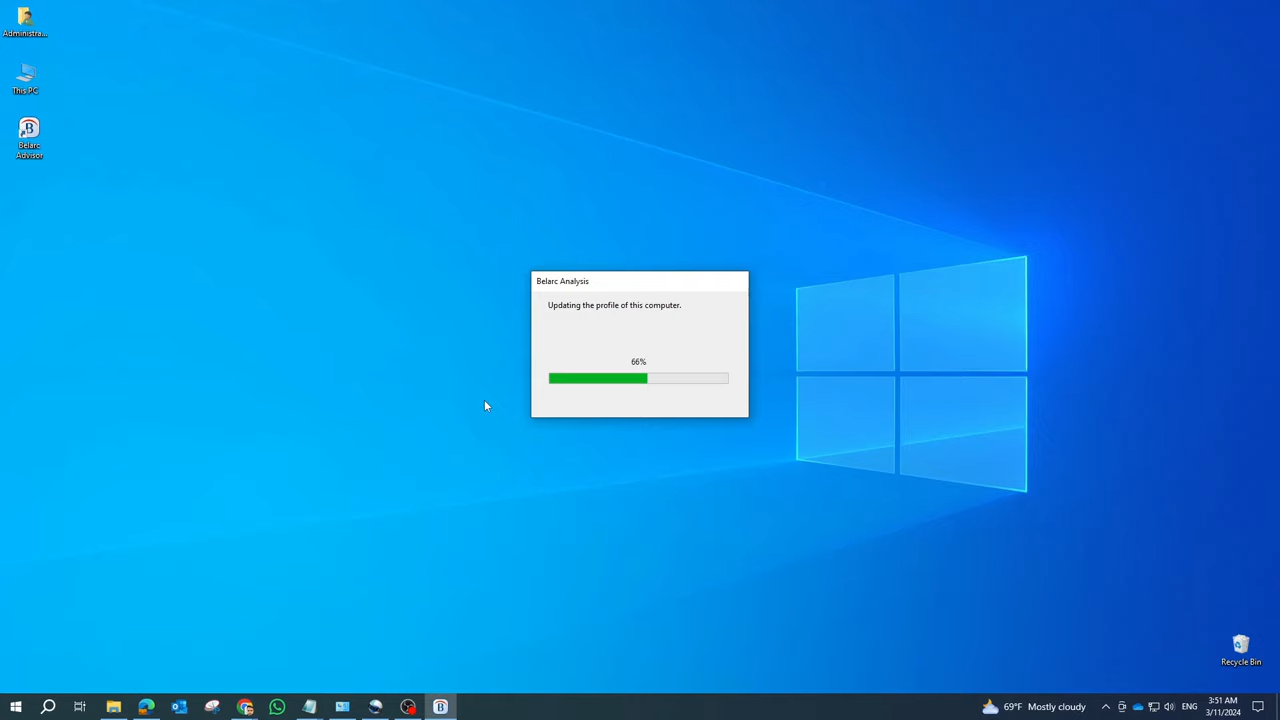 Administra...
This PC
B
Belarc
Advisor
Belarc Analysis
Updating the profile of this computer.
66%
Recycle Bin
B
69°F Mostly cloudy
ENG
3:51 AM
3/11/2024